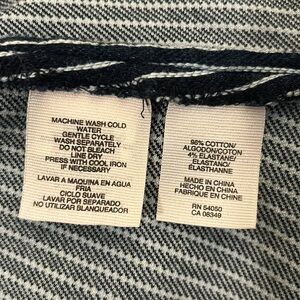 MACHINE WASH COLD
WATER
GENTLE CYCLE
WASH SEPARATELY
DO NOT BLEACH
LINE DRY
PRESS WITH COOL IRON
IF NECESSARY
LAVAR A MAQUINA EN AGUA
FRIA
CICLO SUAVE
LAVAR POR SEPARADO
NO UTILIZAR BLANQUEADOR
96% COTTON/
ALGODON/COTON
4% ELASTANE/
ELASTANO/
ELASTHANNE
MADE IN CHINA
HECHO EN CHINA
FABRIQUE EN CHINE
RN 54050
CA 08349